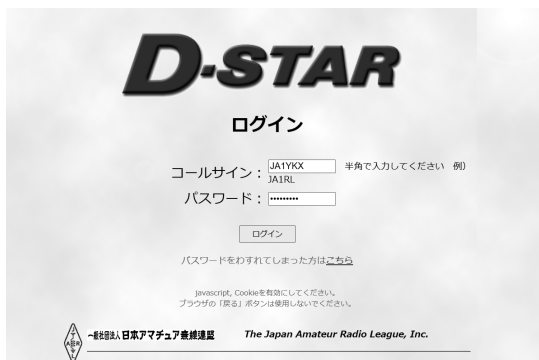 D-STAR
ログイン
コールサイン： JA1YKX 半角で入力してください 例）
JA1RL
パスワード： •••••••••
ログイン
パスワードをわすれてしまった方はこちら
javascript, Cookieを有効にしてください。
ブラウザの「戻る」ボタンは使用しないでください。
一般社団法人 日本アマチュア無線連盟 The Japan Amateur Radio League, Inc.